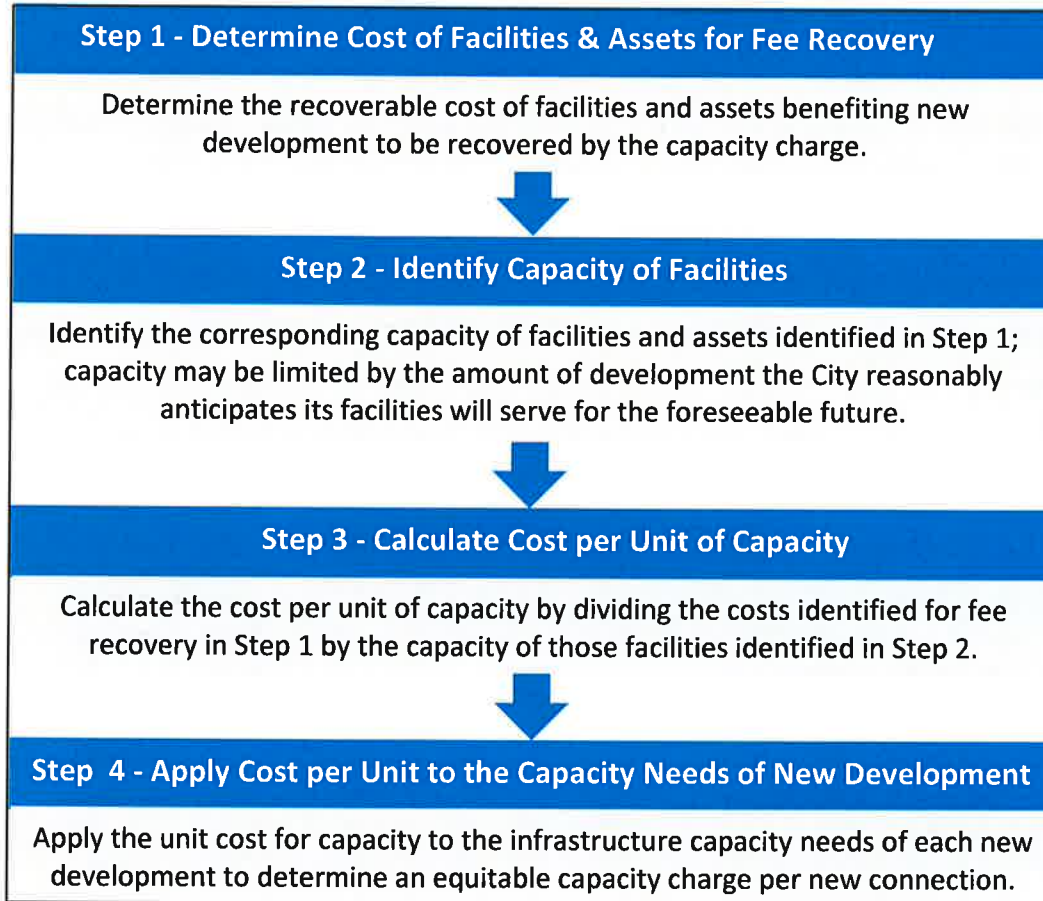 Step 1 - Determine Cost of Facilities & Assets for Fee Recovery
Determine the recoverable cost of facilities and assets benefiting new
development to be recovered by the capacity charge.
Step 2 - Identify Capacity of Facilities
Identify the corresponding capacity of facilities and assets identified in Step 1;
capacity may be limited by the amount of development the City reasonably
anticipates its facilities will serve for the foreseeable future.
Step 3 - Calculate Cost per Unit of Capacity
Calculate the cost per unit of capacity by dividing the costs identified for fee
recovery in Step 1 by the capacity of those facilities identified in Step 2.
Step 4 - Apply Cost per Unit to the Capacity Needs of New Development
Apply the unit cost for capacity to the infrastructure capacity needs of each new
development to determine an equitable capacity charge per new connection.